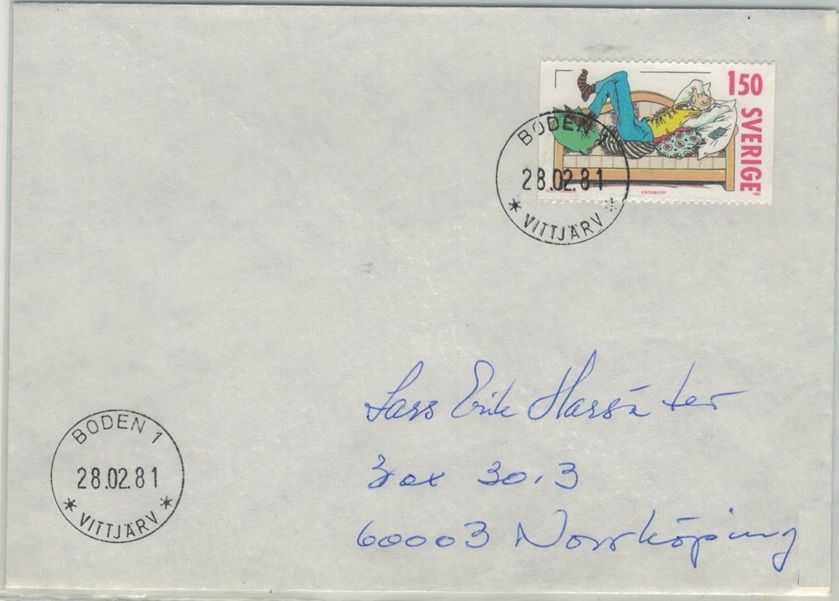 150
SVERIGE
BODEN 1
28.02.81
* VITTJÄRV *
Lars Erik
Box 30.3
60003 Norrköping
BODEN 1
28.02.81
* VITTJÄRV *